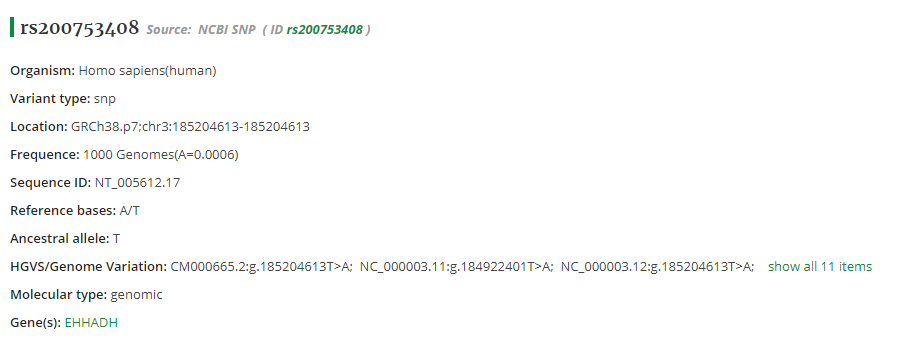 rs200753408 Source: NCBI SNP ( ID rs200753408 )
Organism: Homo sapiens(human)
Variant type: snp
Location: GRCh38.p7;chr3:185204613-185204613
Frequence: 1000 Genomes(A=0.0006)
Sequence ID: NT_005612.17
Reference bases: A/T
Ancestral allele: T
HGVS/Genome Variation: CM000665.2:g.185204613T>A; NC_000003.11:g.184922401T>A; NC_000003.12:g.185204613T>A; show all 11 items
Molecular type: genomic
Gene(s): EHHADH